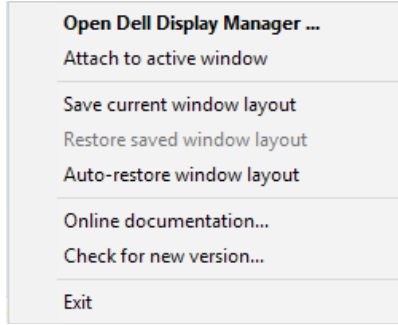 Open Dell Display Manager ...
Attach to active window
Save current window layout
Restore saved window layout
Auto-restore window layout
Online documentation...
Check for new version...
Exit